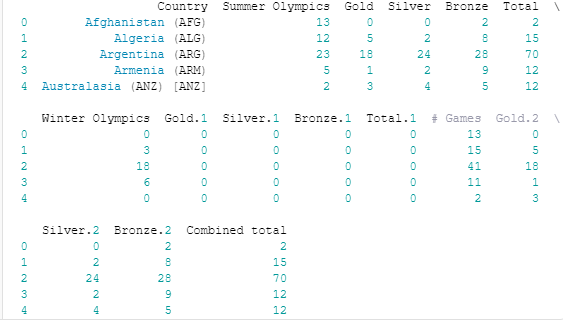 Country Summer Olympics Gold Silver Bronze Total \
0 Afghanistan (AFG) 13 0 0 2 2
1 Algeria (ALG) 12 5 2 8 15
2 Argentina (ARG) 23 18 24 28 70
3 Armenia (ARM) 5 1 2 9 12
4 Australasia (ANZ) [ANZ] 2 3 4 5 12
Winter Olympics Gold.1 Silver.1 Bronze.1 Total.1 # Games Gold.2 \
0 0 0 0 0 0 13 0
1 3 0 0 0 0 15 5
2 18 0 0 0 0 41 18
3 6 0 0 0 0 11 1
4 0 0 0 0 0 2 3
Silver.2 Bronze.2 Combined total
0 0 2 2
1 2 8 15
2 24 28 70
3 2 9 12
4 4 5 12